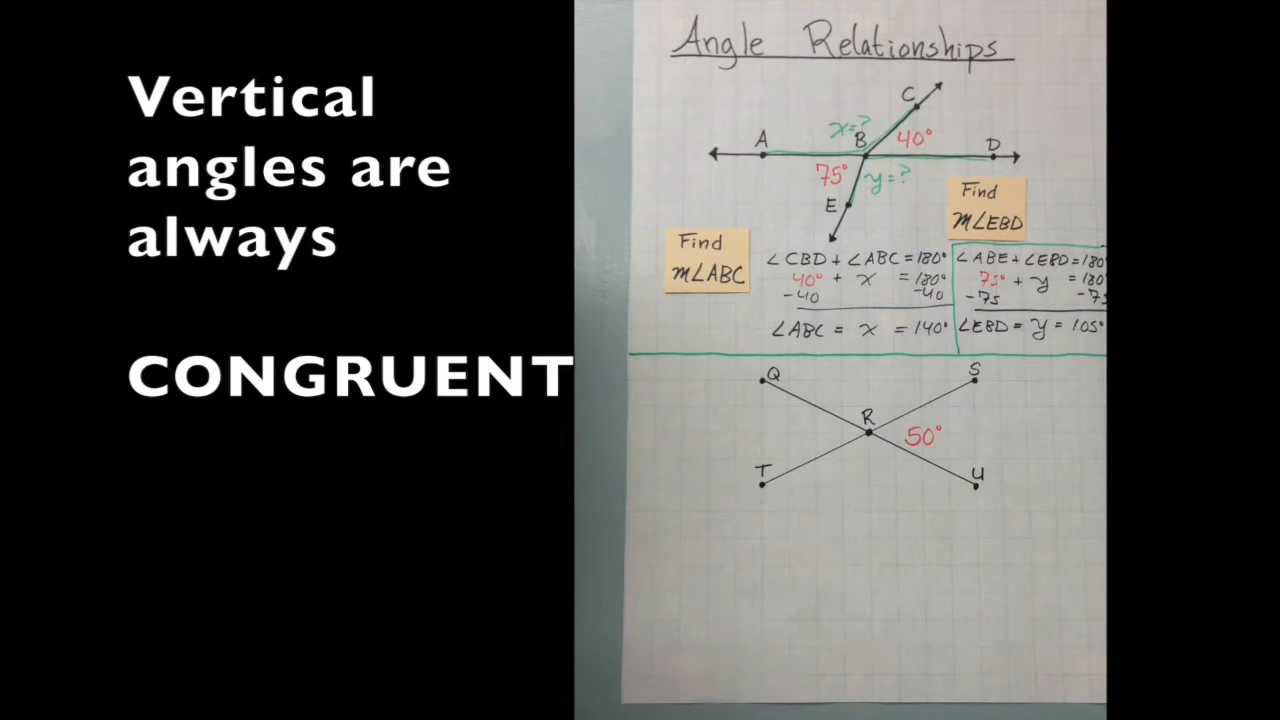 Vertical
angles are
always
CONGRUENT
Angle Relationships
C
x=?
A
B
40°
D
75°
y=?
E
Find
m∠EBD
Find
m∠ABC
∠CBD + ∠ABC = 180°
40° + x = 180°
-40 -40
∠ABC = x = 140°
∠ABE + ∠EBD = 180°
75° + y = 180°
-75 -75
∠EBD = y = 105°
Q
S
R
50°
T
U